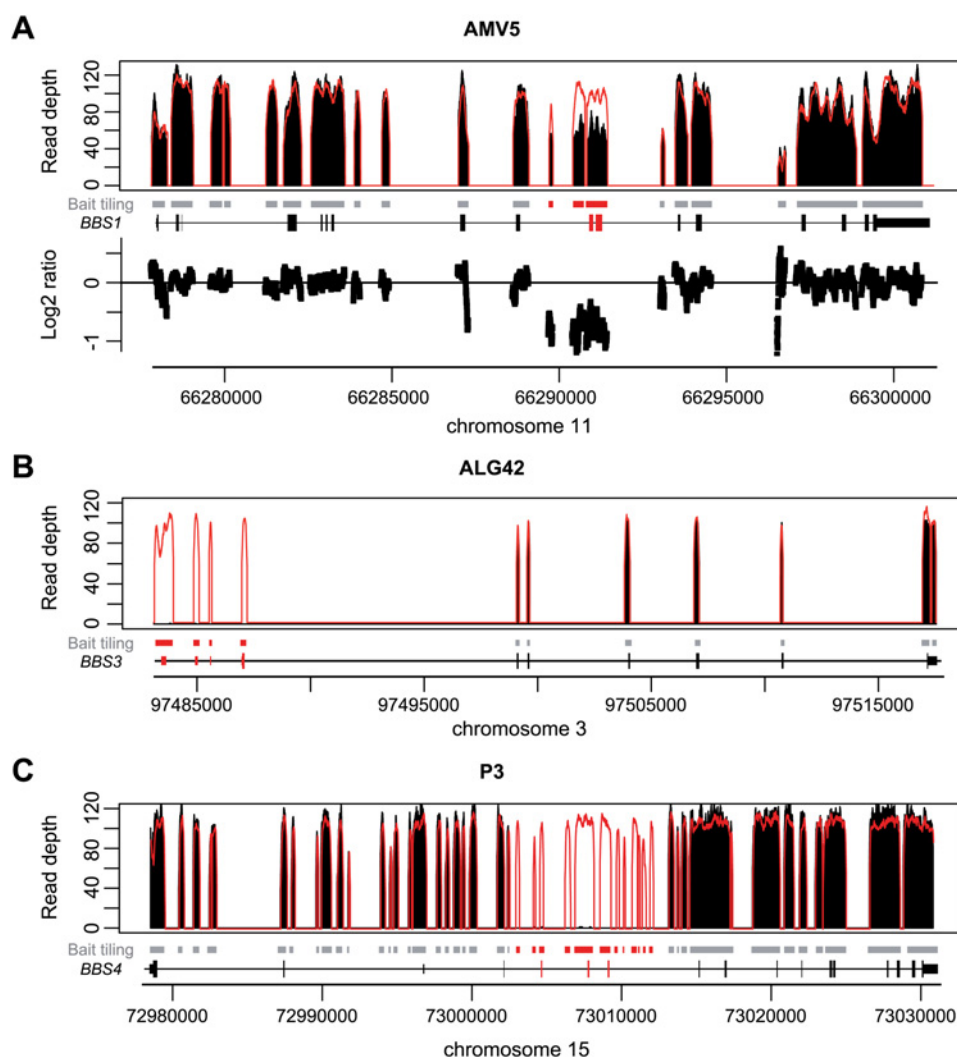 A
AMV5
Read depth
120
80
40
0
Bait tiling
BBS1
Log2 ratio
0
-1
66280000 66285000 66290000 66295000 66300000
chromosome 11
B
ALG42
Read depth
120
80
40
0
Bait tiling
BBS3
97485000 97495000 97505000 97515000
chromosome 3
C
P3
Read depth
120
80
40
0
Bait tiling
BBS4
72980000 72990000 73000000 73010000 73020000 73030000
chromosome 15